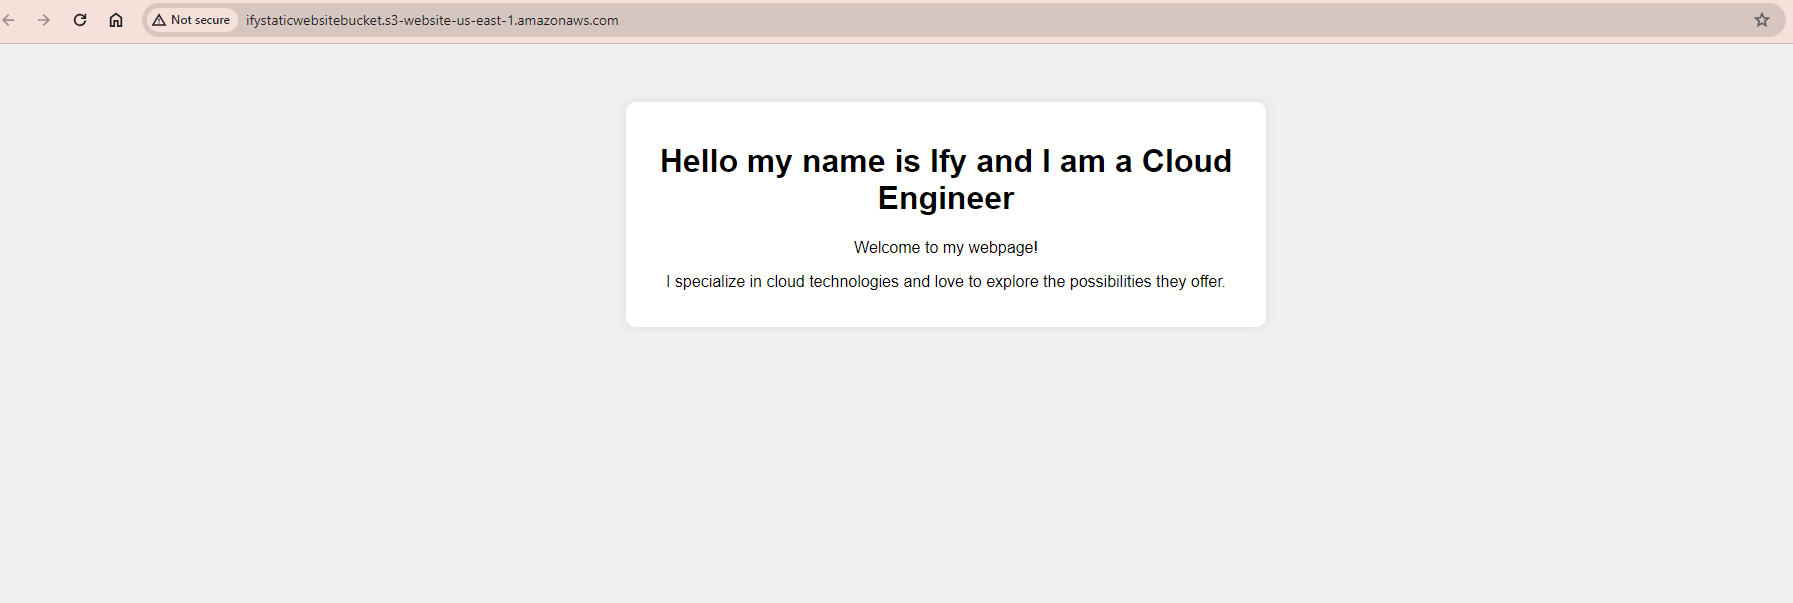 Not secure ifystaticwebsitebucket.s3-website-us-east-1.amazonaws.com
Hello my name is Ify and I am a Cloud
Engineer
Welcome to my webpage!
I specialize in cloud technologies and love to explore the possibilities they offer.